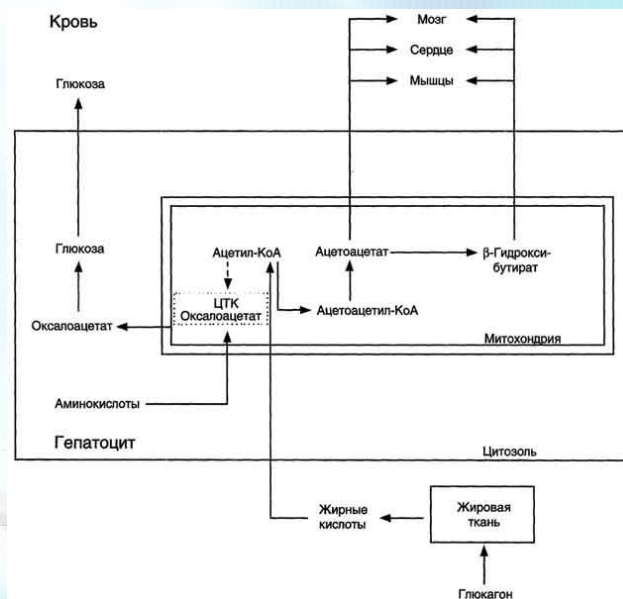 Кровь
Мозг
Сердце
Мышцы
Глюкоза
Глюкоза
Ацетил-КоА
Ацетоацетат
β-Гидрокси-
бутират
ЦТК
Оксалоацетат
Ацетоацетил-КоА
Оксалоацетат
Митохондрия
Аминокислоты
Гепатоцит
Цитозоль
Жирные
кислоты
Жировая
ткань
Глюкагон